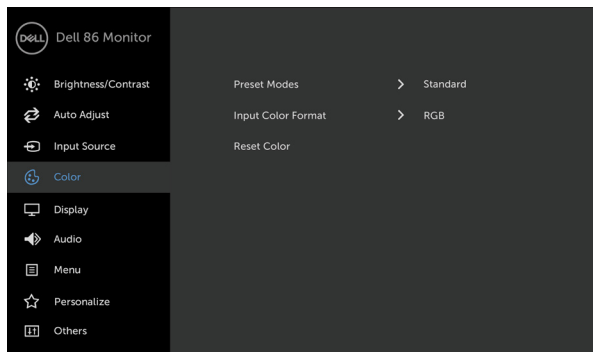 DELL Dell 86 Monitor
Brightness/Contrast
Auto Adjust
Input Source
Color
Display
Audio
Menu
Personalize
Others
Preset Modes > Standard
Input Color Format > RGB
Reset Color